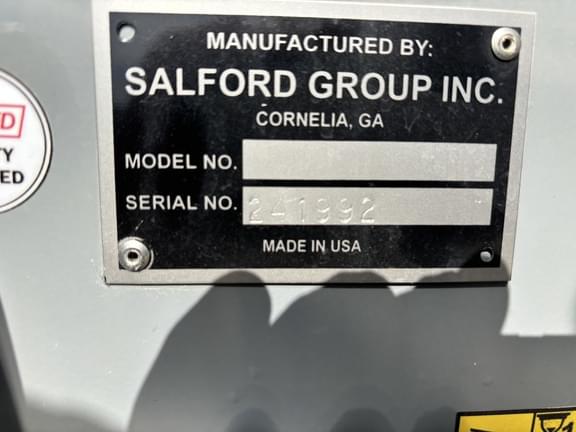 MANUFACTURED BY:
SALFORD GROUP INC.
CORNELIA, GA
MODEL NO.
SERIAL NO. 241992
MADE IN USA